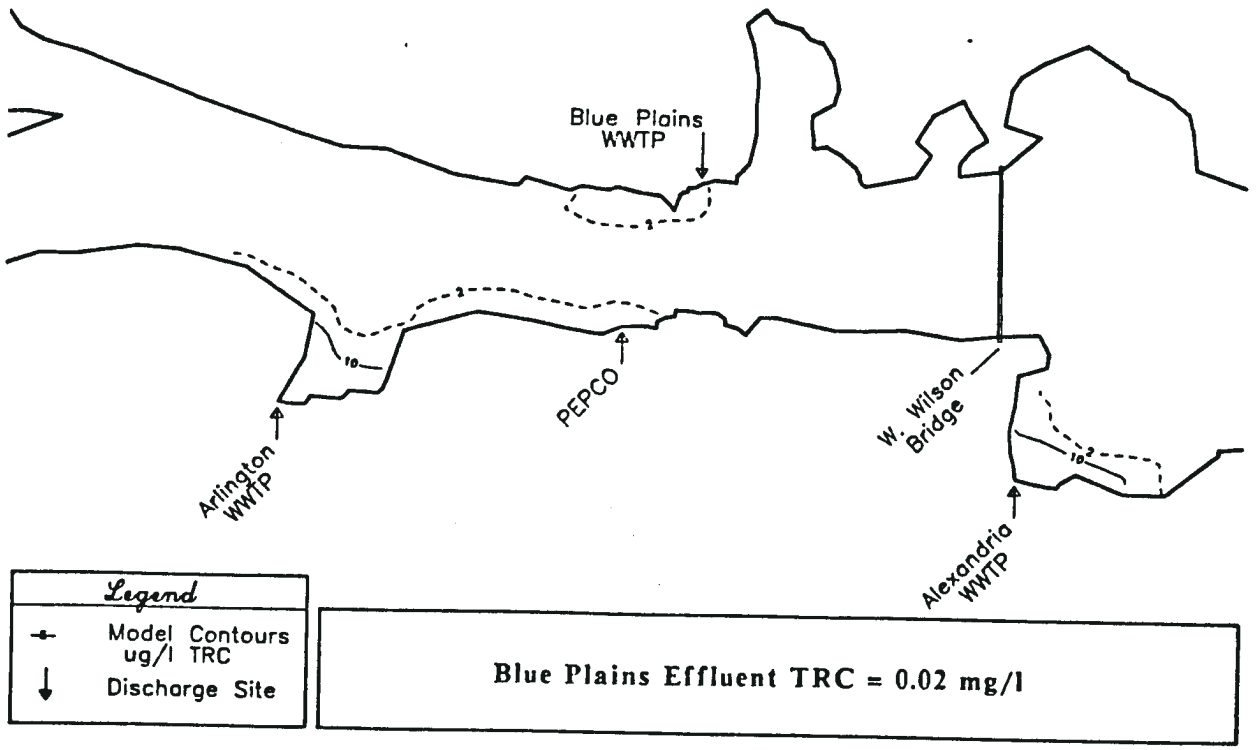 Blue Plains
WWTP
2
2
10
PEPCO
W. Wilson
Bridge
Arlington
WWTP
2
10
Alexandria
WWTP
Legend
Model Contours
ug/l TRC
Discharge Site
Blue Plains Effluent TRC = 0.02 mg/l